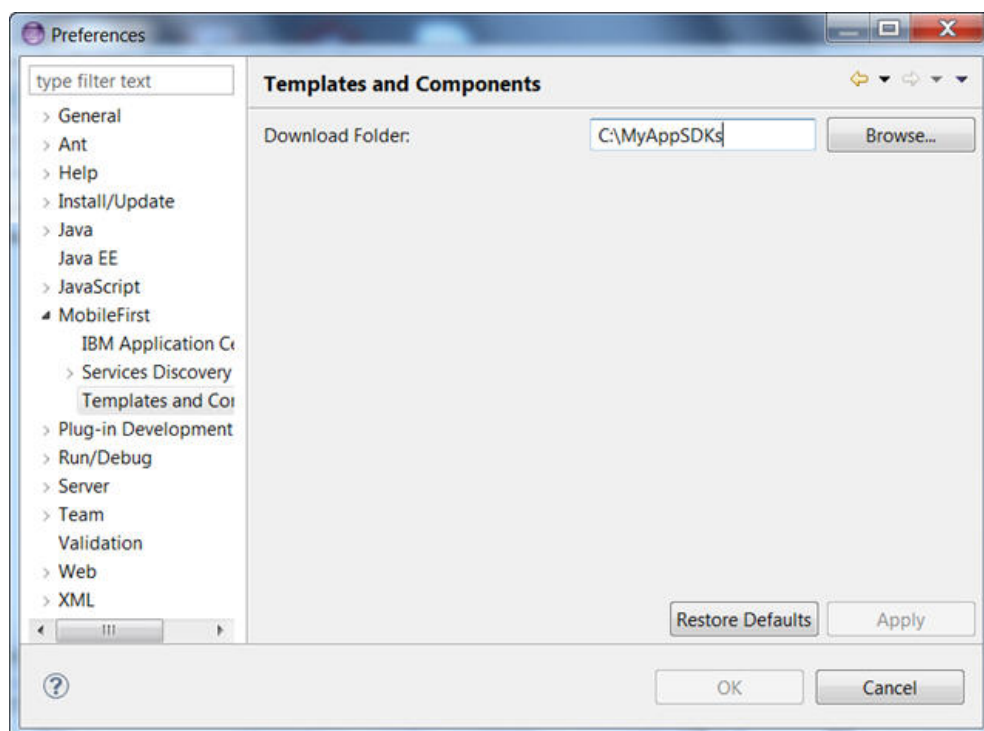 Preferences
type filter text
General
Ant
Help
Install/Update
Java
Java EE
JavaScript
MobileFirst
IBM Application Ce
Services Discovery
Templates and Cor
Plug-in Development
Run/Debug
Server
Team
Validation
Web
XML
Templates and Components
Download Folder: C:\MyAppSDKs Browse...
Restore Defaults Apply
? OK Cancel